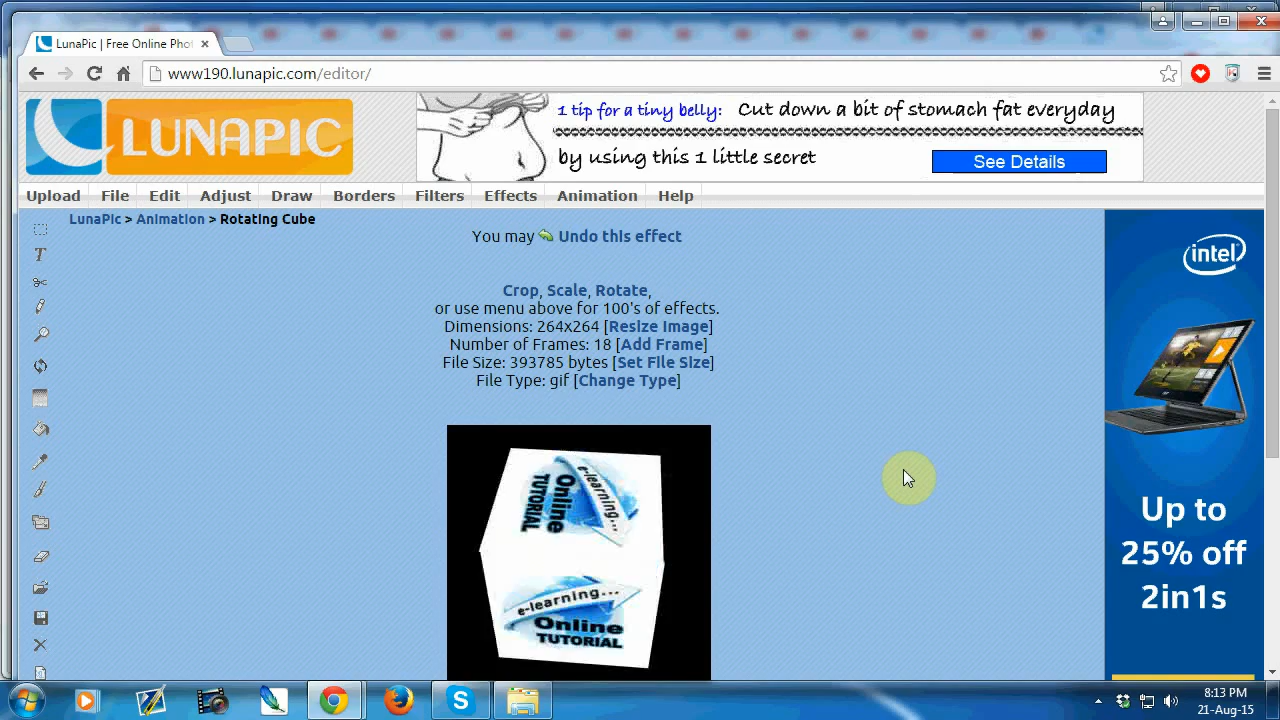 LunaPic | Free Online Phot
www190.lunapic.com/editor/
LUNAPIC
1 tip for a tiny belly: Cut down a bit of stomach fat everyday
by using this 1 little secret
See Details
Upload File Edit Adjust Draw Borders Filters Effects Animation Help
LunaPic > Animation > Rotating Cube
You may Undo this effect
Crop, Scale, Rotate,
or use menu above for 100's of effects.
Dimensions: 264x264 [Resize Image]
Number of Frames: 18 [Add Frame]
File Size: 393785 bytes [Set File Size]
File Type: gif [Change Type]
e-learning...
Online
TUTORIAL
e-learning...
Online
TUTORIAL
intel
Up to
25% off
2in1s
8:13 PM
21-Aug-15